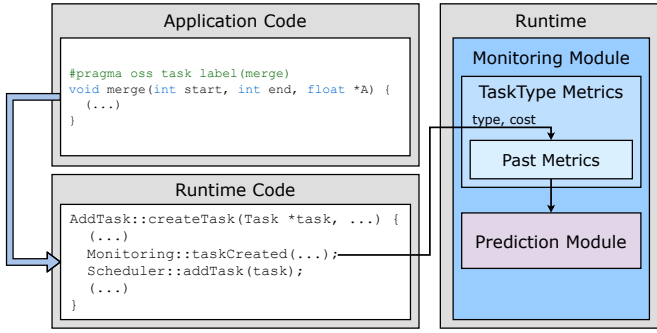 Application Code
#pragma oss task label(merge)
void merge(int start, int end, float *A) {
(...)
}
Runtime Code
AddTask::createTask(Task *task, ...) {
(...)
Monitoring::taskCreated(...);
Scheduler::addTask(task);
(...)
}
Runtime
Monitoring Module
TaskType Metrics
type, cost
Past Metrics
Prediction Module